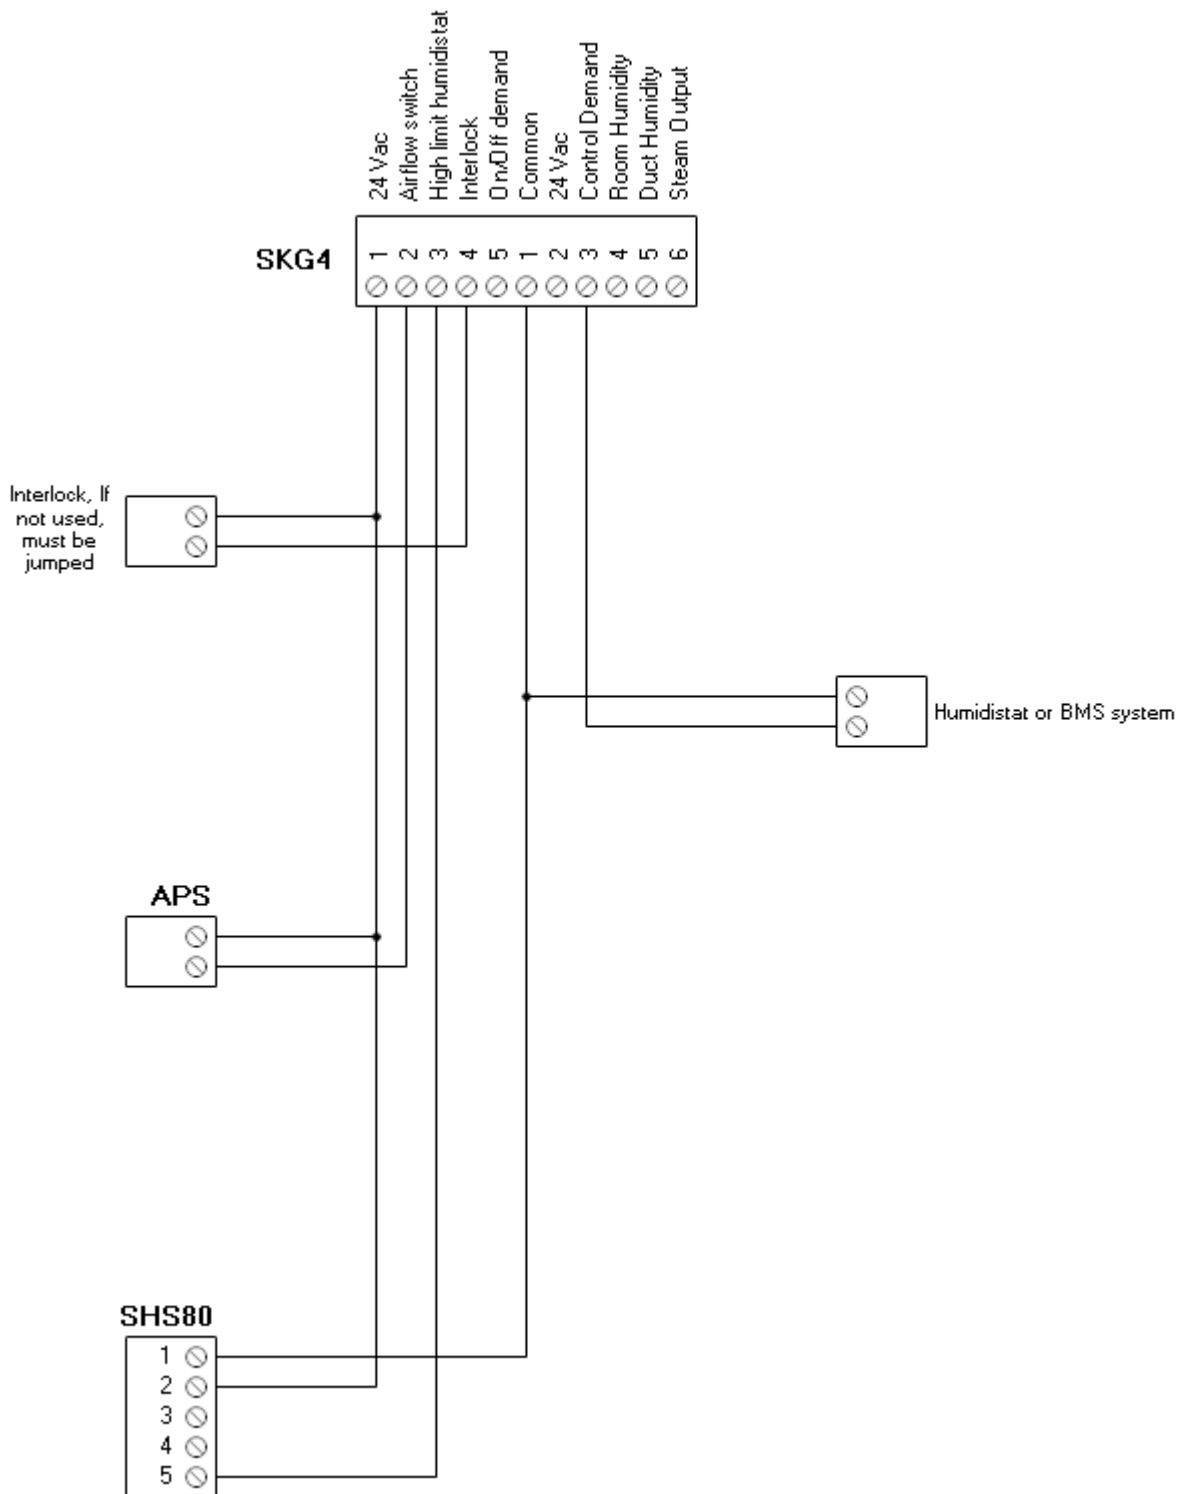 24 Vac
Airflow switch
High limit humidistat
Interlock
On/Off demand
Common
24 Vac
Control Demand
Room Humidity
Duct Humidity
Steam Output
SKG4
1 2 3 4 5 1 2 3 4 5 6
Interlock, If
not used,
must be
jumped
Humidistat or BMS system
APS
SHS80
1
2
3
4
5